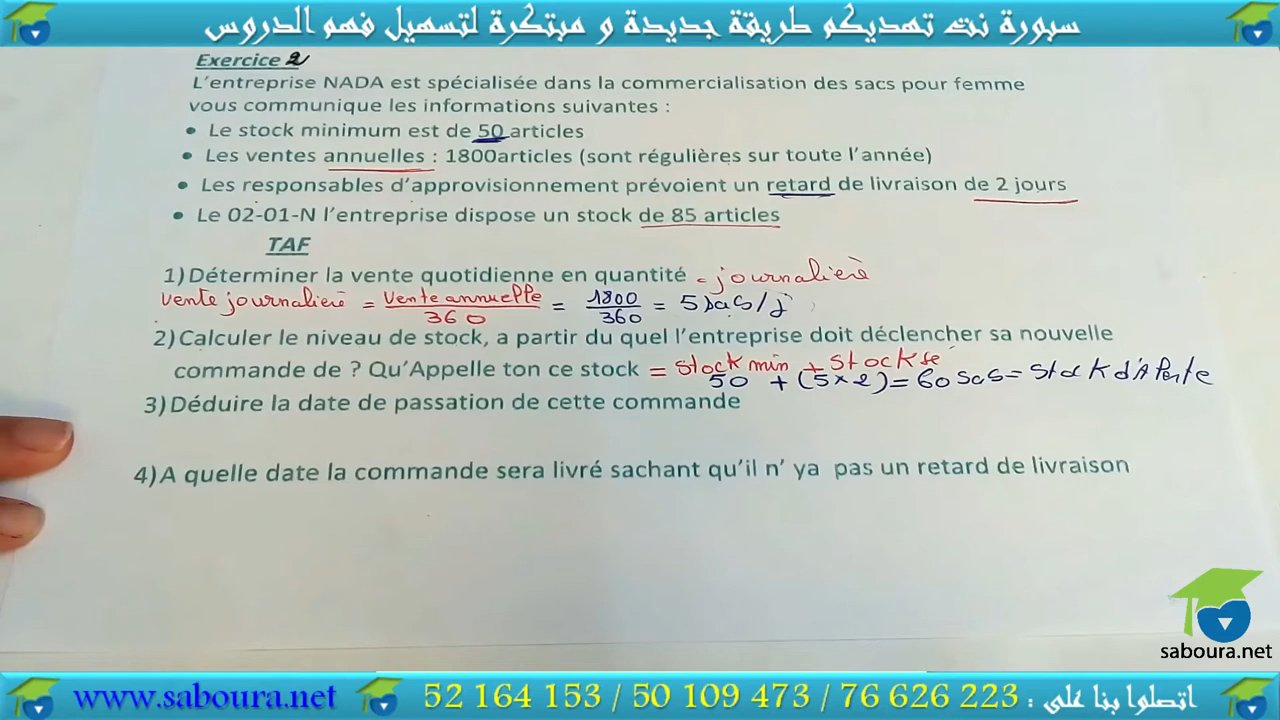 سبورة نت تهديكم طريقة جديدة و مبتكرة لتسهيل فهم الدروس
Exercice 2
L'entreprise NADA est spécialisée dans la commercialisation des sacs pour femme
vous communique les informations suivantes :
• Le stock minimum est de 50 articles
• Les ventes annuelles : 1800articles (sont régulières sur toute l'année)
• Les responsables d'approvisionnement prévoient un retard de livraison de 2 jours
• Le 02-01-N l'entreprise dispose un stock de 85 articles
TAF
1) Déterminer la vente quotidienne en quantité = journalière
vente journalière = vente annuelle / 360 = 1800 / 360 = 5 sacs/j
2) Calculer le niveau de stock, a partir du quel l'entreprise doit déclencher sa nouvelle
commande de ? Qu'Appelle ton ce stock = stock min + stock se
50 + (5×2) = 60 sacs = stock d'Alerte
3) Déduire la date de passation de cette commande
4) A quelle date la commande sera livré sachant qu'il n' ya pas un retard de livraison
saboura.net
www.saboura.net
52 164 153 / 50 109 473 / 76 626 223 : اتصلوا بنا على